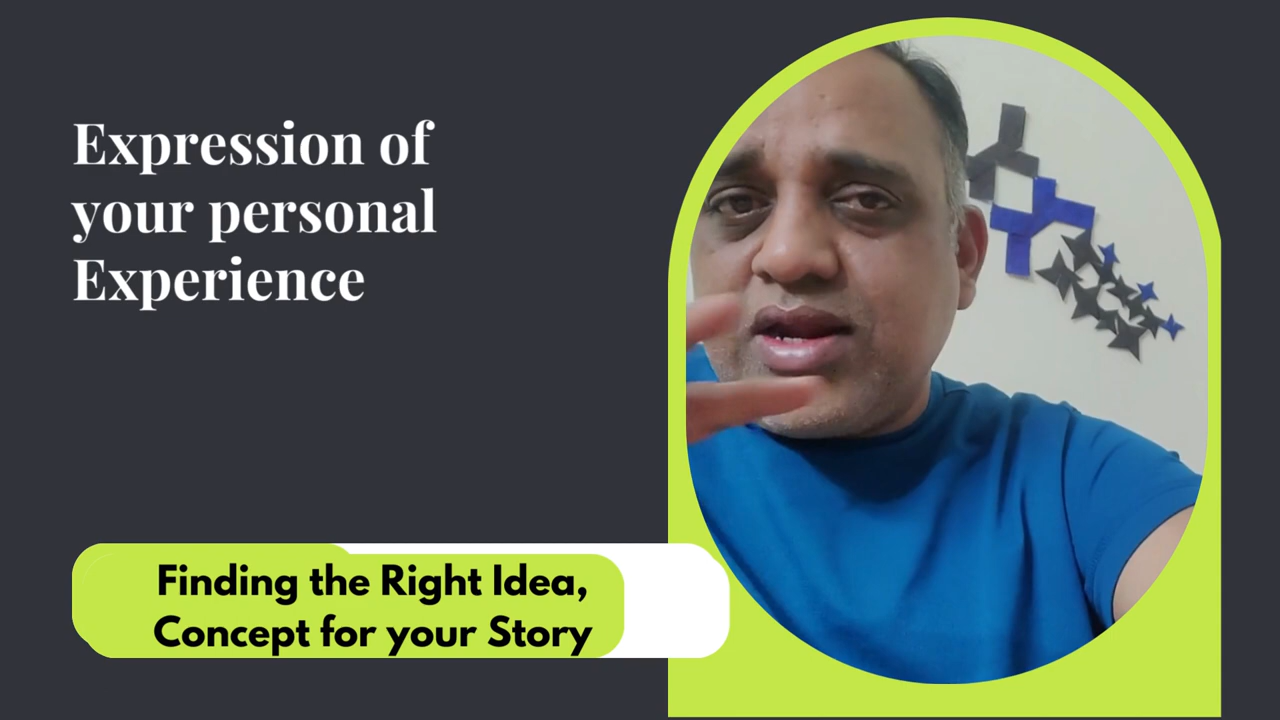 Expression of
your personal
Experience
Finding the Right Idea,
Concept for your Story